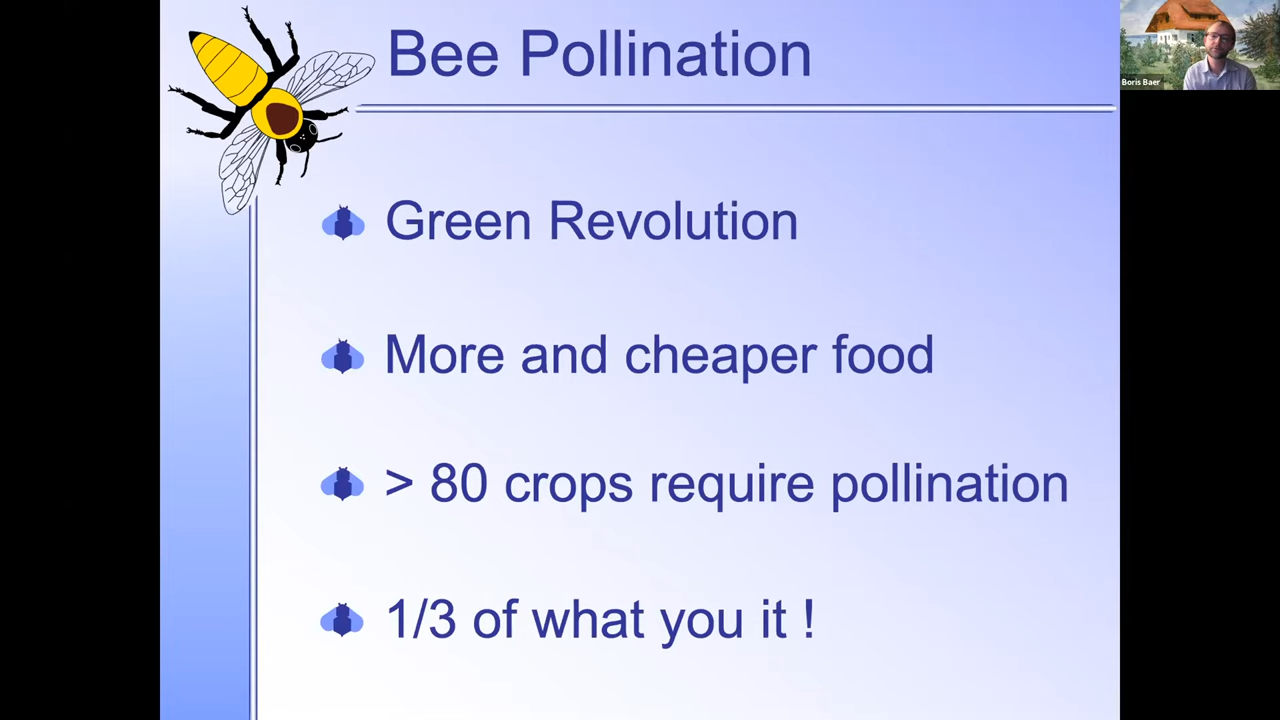 Bee Pollination
Boris Baer
Green Revolution
More and cheaper food
> 80 crops require pollination
1/3 of what you it !